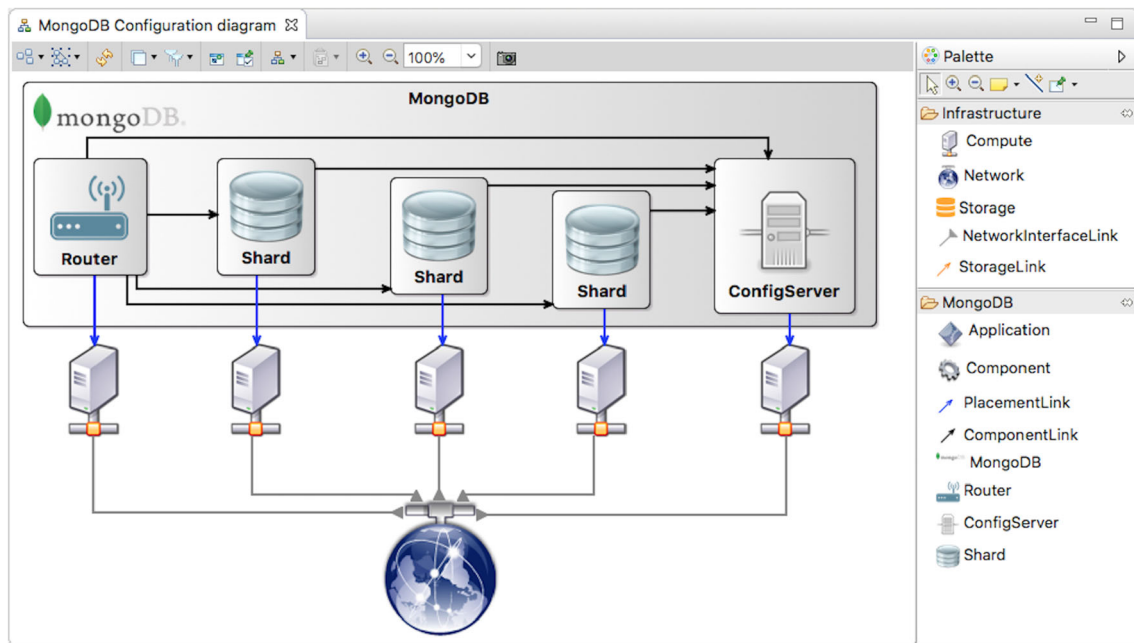 MongoDB Configuration diagram
100%
MongoDB
mongoDB.
Router
Shard
Shard
Shard
ConfigServer
Palette
Infrastructure
Compute
Network
Storage
NetworkInterfaceLink
StorageLink
MongoDB
Application
Component
PlacementLink
ComponentLink
mongoDB MongoDB
Router
ConfigServer
Shard